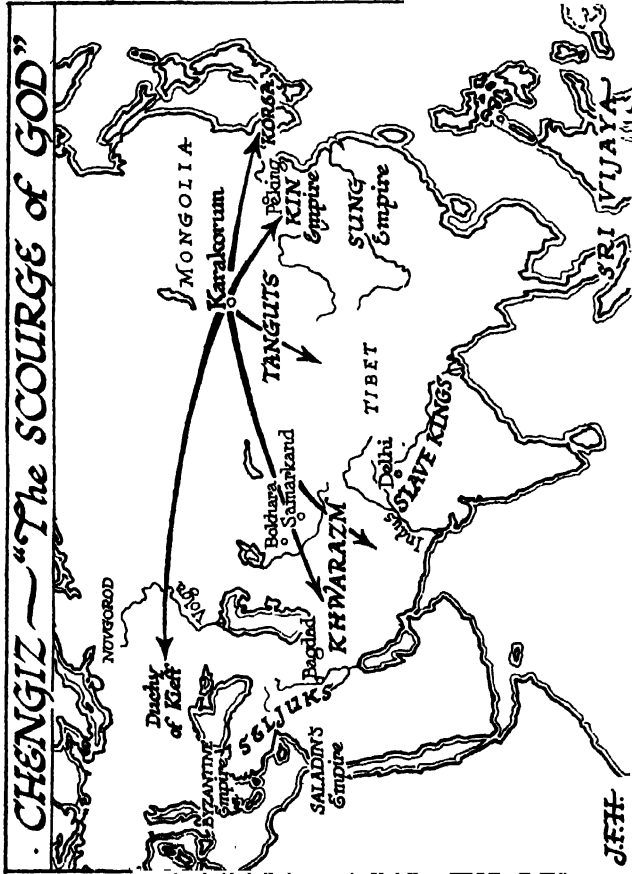 CHENGIZ — "The SCOURGE of GOD"
NOVGOROD
Volga
Duchy
of Kieff
BYZANTINE
Empire
SELJUKS
SALADIN'S
Empire
Bagdad
KHWARAZM
Bokhara
Samarkand
Indus
Delhi
SLAVE KINGS
TIBET
TANGUTS
Karakorum
MONGOLIA
Peking
KIN
Empire
KOREA
SUNG
Empire
SRI VIJAYA
J.F.H.